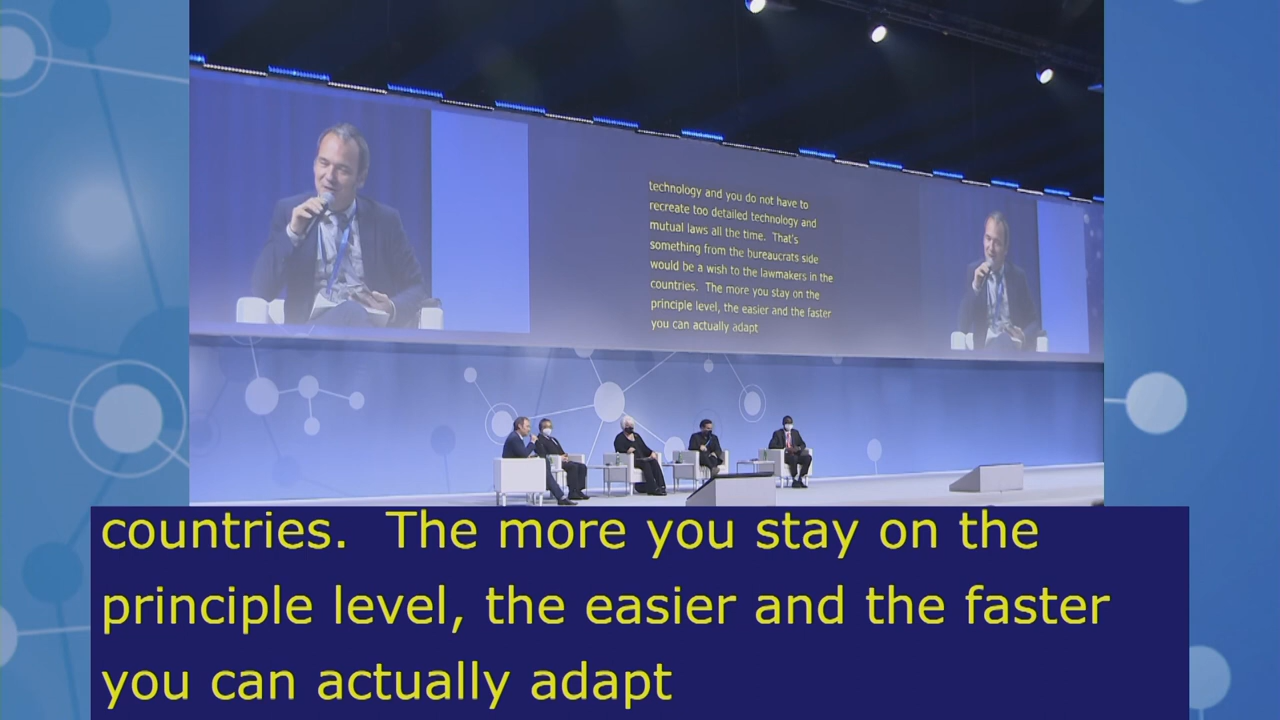 technology and you do not have to
recreate too detailed technology and
mutual laws all the time. That's
something from the bureaucrats side
would be a wish to the lawmakers in the
countries. The more you stay on the
principle level, the easier and the faster
you can actually adapt
countries. The more you stay on the
principle level, the easier and the faster
you can actually adapt